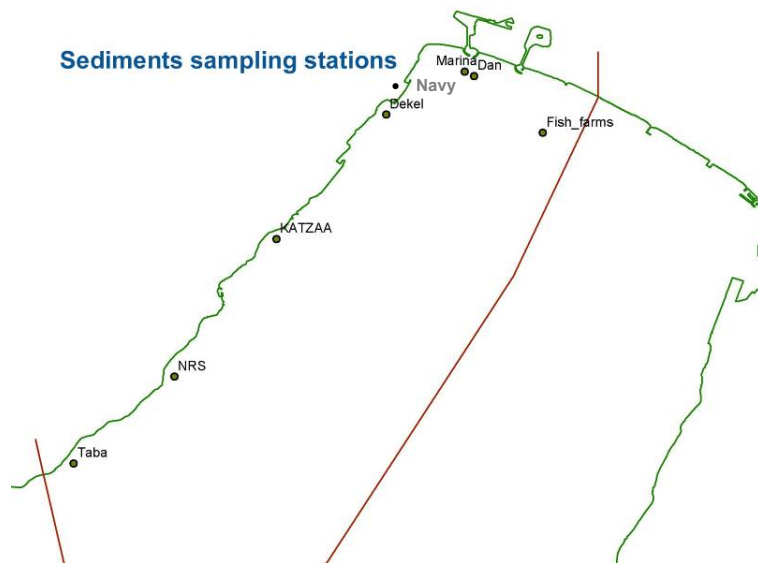 Sediments sampling stations
Marina
Dan
Navy
Dekel
Fish_farms
KATZAA
NRS
Taba